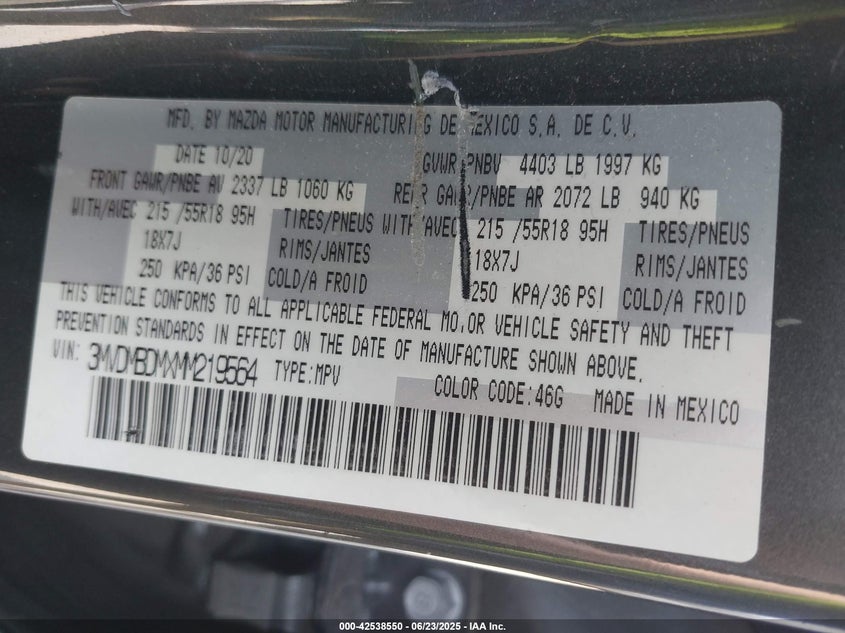 MFD. BY MAZDA MOTOR MANUFACTURING DE MEXICO S.A. DE C.V.
DATE 10/20 GVWR/PNBV 4403 LB 1997 KG
FRONT GAWR/PNBE AV 2337 LB 1060 KG REAR GAWR/PNBE AR 2072 LB 940 KG
WITH/AVEC 215 /55R18 95H TIRES/PNEUS WITH/AVEC 215 /55R18 95H TIRES/PNEUS
18X7J RIMS/JANTES 18X7J RIMS/JANTES
250 KPA/36 PSI COLD/A FROID 250 KPA/36 PSI COLD/A FROID
THIS VEHICLE CONFORMS TO ALL APPLICABLE FEDERAL MOTOR VEHICLE SAFETY AND THEFT
PREVENTION STANDARDS IN EFFECT ON THE DATE OF MANUFACTURE SHOWN ABOVE.
VIN: 3MVDMBDMXMM219564 TYPE:MPV COLOR CODE:46G MADE IN MEXICO
000-42538550 - 06/23/2025 - IAA Inc.